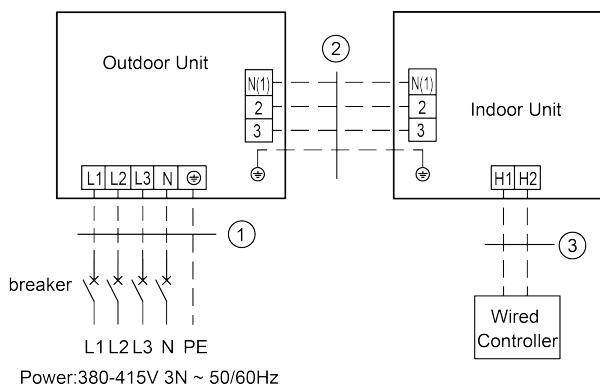 Outdoor Unit
N(1)
2
3
L1 L2 L3 N
2
N(1)
2
3
Indoor Unit
H1 H2
1
breaker
L1 L2 L3 N PE
Power:380-415V 3N ~ 50/60Hz
3
Wired
Controller